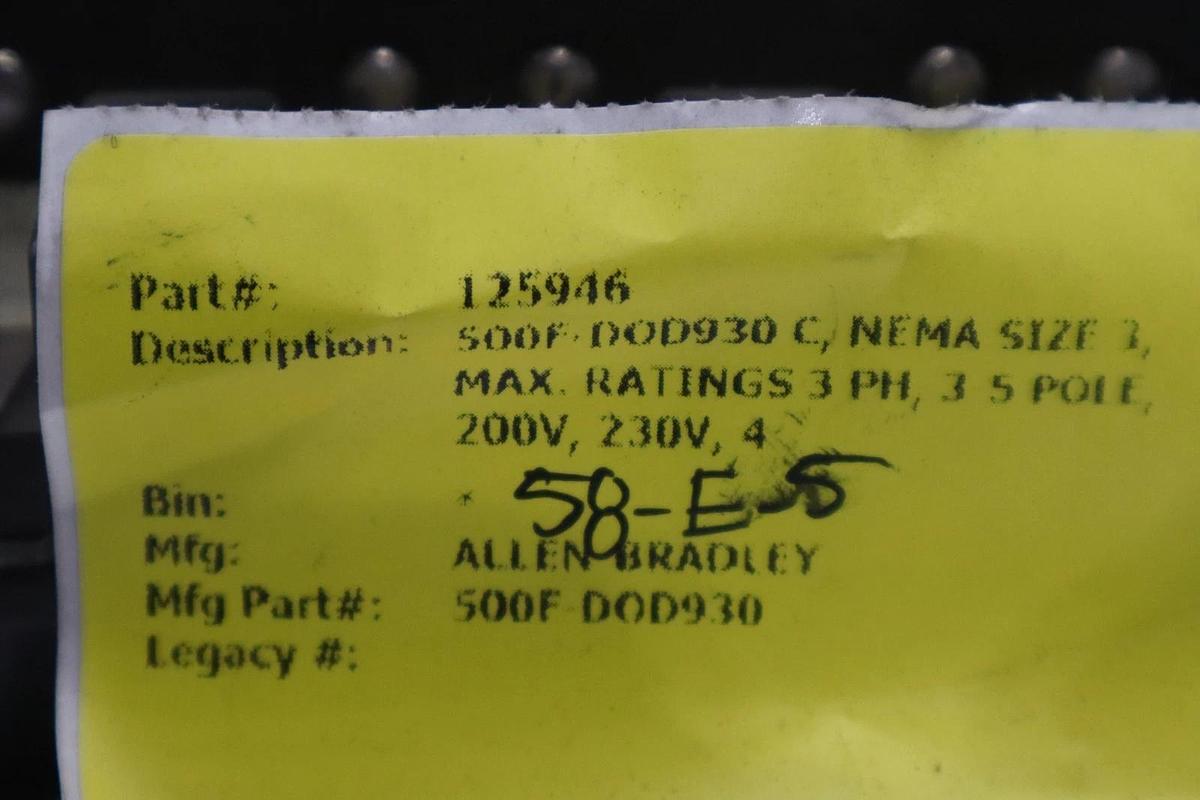 Part#: 125946
Description: 500F-DOD930 C, NEMA SIZE 3,
MAX. RATINGS 3 PH, 3-5 POLE,
200V, 230V, 4
Bin: * 58-E-5
Mfg: ALLEN BRADLEY
Mfg Part#: 500F-DOD930
Legacy #: